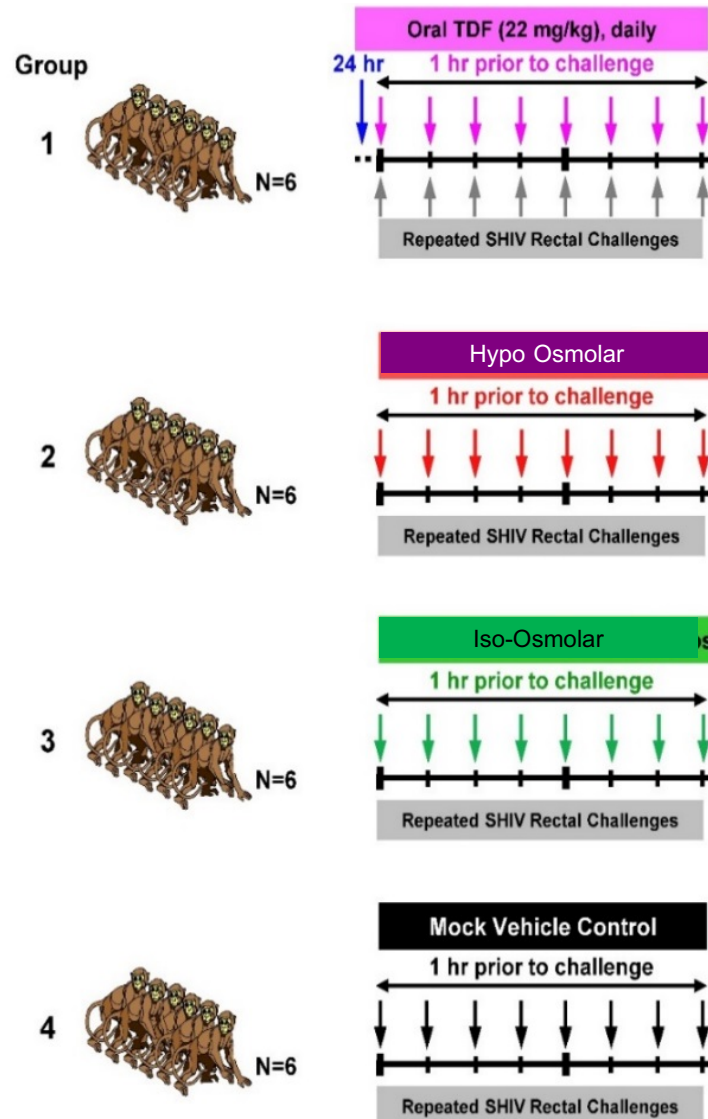 Group
Oral TDF (22 mg/kg), daily
24 hr
1 hr prior to challenge
1
N=6
Repeated SHIV Rectal Challenges
Hypo Osmolar
1 hr prior to challenge
2
N=6
Repeated SHIV Rectal Challenges
Iso-Osmolar
1 hr prior to challenge
3
N=6
Repeated SHIV Rectal Challenges
Mock Vehicle Control
1 hr prior to challenge
4
N=6
Repeated SHIV Rectal Challenges